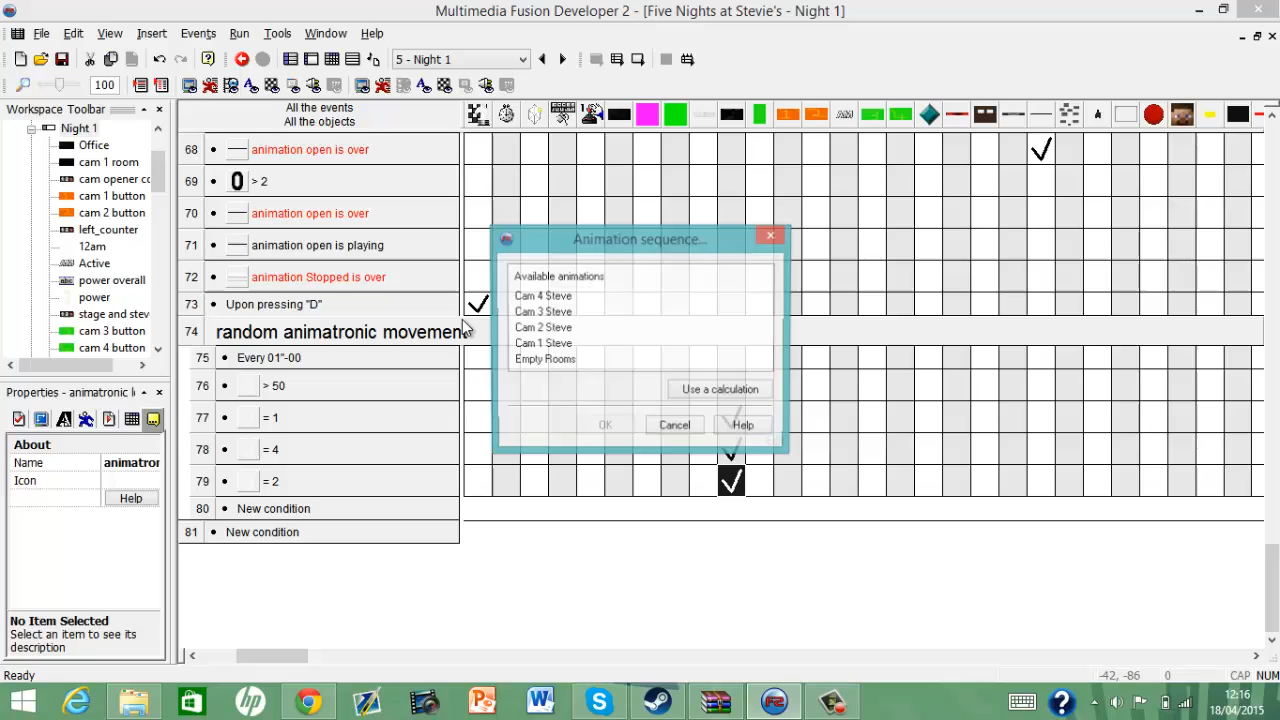 Multimedia Fusion Developer 2 - [Five Nights at Stevie's - Night 1]
File Edit View Insert Events Run Tools Window Help
5 - Night 1
100
Workspace Toolbar
Night 1
Office
cam 1 room
cam opener co
cam 1 button
cam 2 button
left_counter
12am
Active
power overall
power
stage and stev
cam 3 button
cam 4 button
All the events
All the objects
68 • animation open is over
69 • 0 > 2
70 • animation open is over
71 • animation open is playing
72 • animation Stopped is over
73 • Upon pressing "D"
74 random animatronic movemen
75 • Every 01"-00
76 • > 50
77 • = 1
78 • = 4
79 • = 2
80 • New condition
81 • New condition
Animation sequence...
Available animations
Cam 4 Steve
Cam 3 Steve
Cam 2 Steve
Cam 1 Steve
Empty Rooms
Use a calculation
OK Cancel Help
Properties - animatronic
About
Name animatror
Icon
Help
No Item Selected
Select an item to see its
description
Ready
-42, -86 0 CAP NUM
12:16
18/04/2015